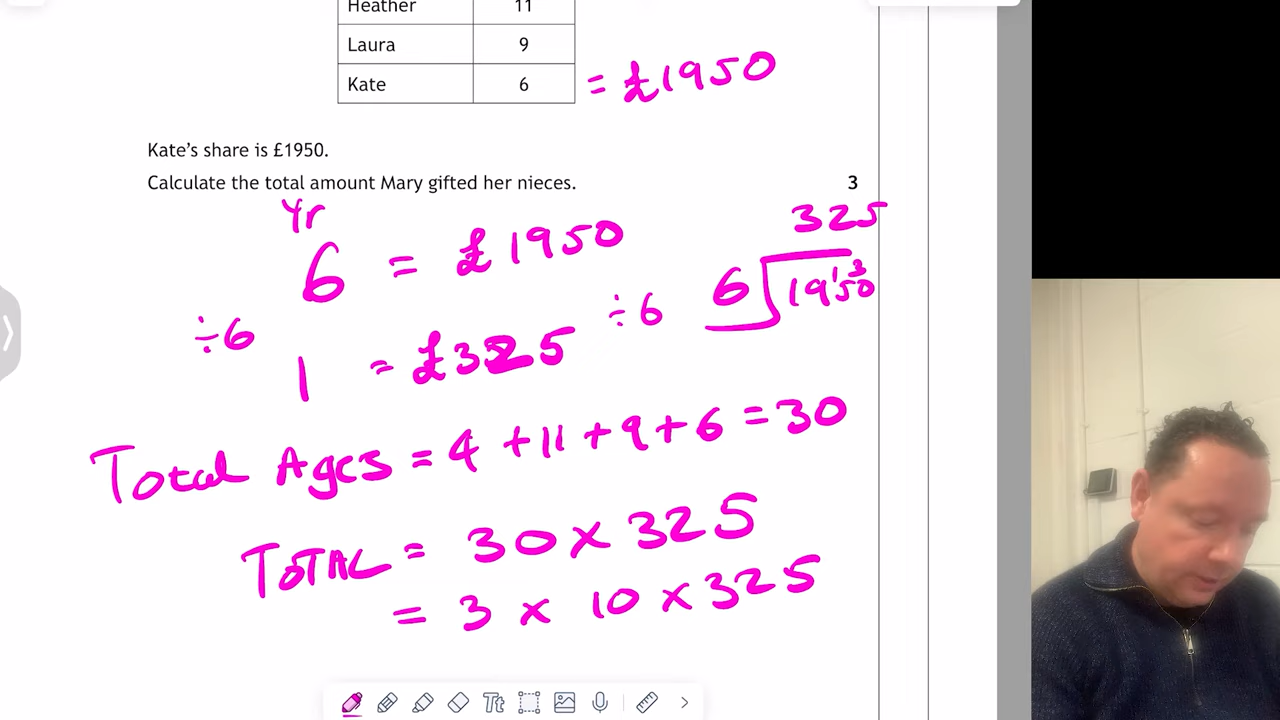 Heather 11
Laura 9
Kate 6 = £1950
Kate's share is £1950.
Calculate the total amount Mary gifted her nieces. 3
Yr
6 = £1950
325
6 19¹5³0
÷6 ÷6
1 = £325
Total Ages = 4 + 11 + 9 + 6 = 30
TOTAL = 30 × 325
= 3 × 10 × 325
Tt